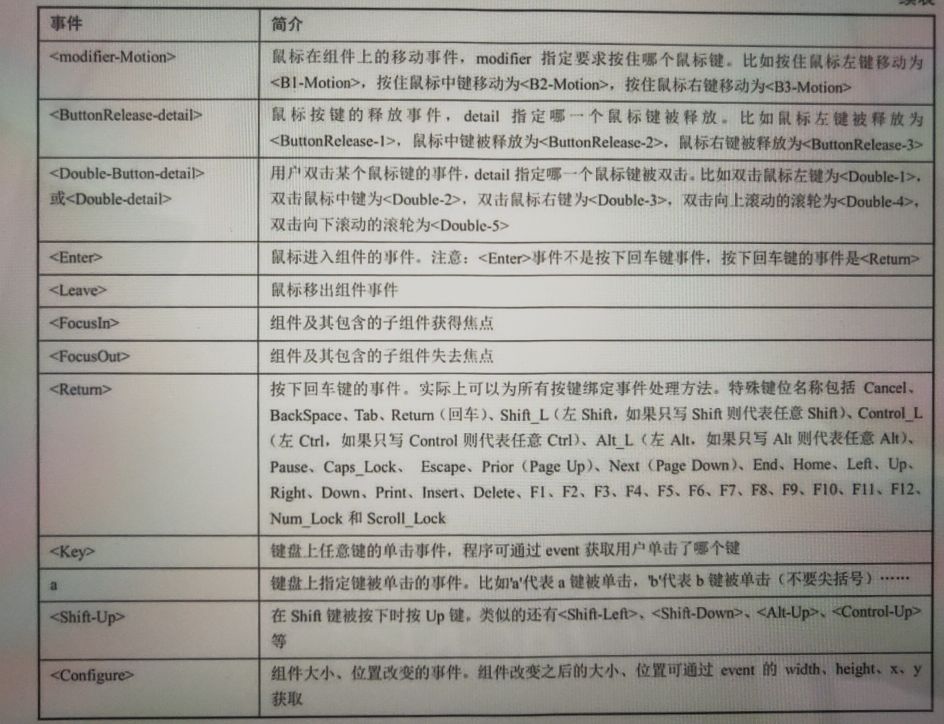 事件 简介
<modifier-Motion> 鼠标在组件上的移动事件，modifier 指定要求按住哪个鼠标键。比如按住鼠标左键移动为
<B1-Motion>，按住鼠标中键移动为<B2-Motion>，按住鼠标右键移动为<B3-Motion>
<ButtonRelease-detail> 鼠标按键的释放事件，detail 指定哪一个鼠标键被释放。比如鼠标左键被释放为
<ButtonRelease-1>，鼠标中键被释放为<ButtonRelease-2>，鼠标右键被释放为<ButtonRelease-3>
<Double-Button-detail> 用户双击某个鼠标键的事件，detail 指定哪一个鼠标键被双击。比如双击鼠标左键为<Double-1>，
或<Double-detail> 双击鼠标中键为<Double-2>，双击鼠标右键为<Double-3>，双击向上滚动的滚轮为<Double-4>，
双击向下滚动的滚轮为<Double-5>
<Enter> 鼠标进入组件的事件。注意：<Enter>事件不是按下回车键事件，按下回车键的事件是<Return>
<Leave> 鼠标移出组件事件
<FocusIn> 组件及其包含的子组件获得焦点
<FocusOut> 组件及其包含的子组件失去焦点
<Return> 按下回车键的事件。实际上可以为所有按键绑定事件处理方法。特殊键位名称包括 Cancel、
BackSpace、Tab、Return（回车）、Shift_L（左 Shift，如果只写 Shift 则代表任意 Shift）、Control_L
（左 Ctrl，如果只写 Control 则代表任意 Ctrl）、Alt_L（左 Alt，如果只写 Alt 则代表任意 Alt）、
Pause、Caps_Lock、 Escape、Prior（Page Up）、Next（Page Down）、End、Home、Left、Up、
Right、Down、Print、Insert、Delete、F1、F2、F3、F4、F5、F6、F7、F8、F9、F10、F11、F12、
Num_Lock 和 Scroll_Lock
<Key> 键盘上任意键的单击事件，程序可通过 event 获取用户单击了哪个键
a 键盘上指定键被单击的事件。比如'a'代表 a 键被单击，'b'代表 b 键被单击（不要尖括号）……
<Shift-Up> 在 Shift 键被按下时按 Up 键。类似的还有<Shift-Left>、<Shift-Down>、<Alt-Up>、<Control-Up>
等
<Configure> 组件大小、位置改变的事件。组件改变之后的大小、位置可通过 event 的 width、height、x、y
获取